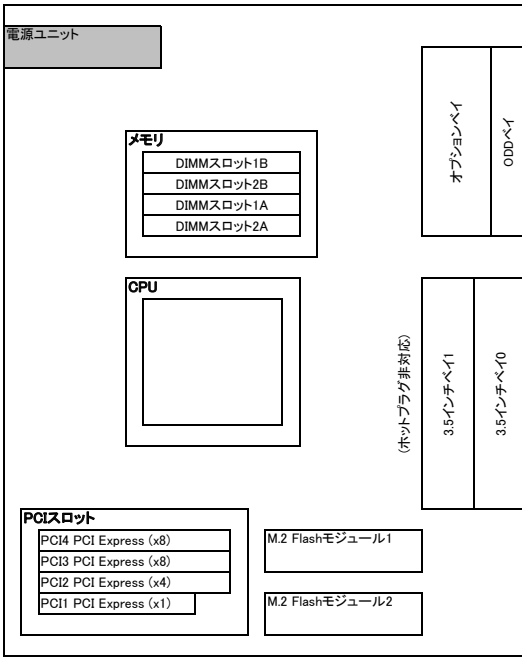 電源ユニット
オプションベイ
ODDベイ
メモリ
DIMMスロット1B
DIMMスロット2B
DIMMスロット1A
DIMMスロット2A
CPU
(ホットプラグ非対応)
3.5インチベイ1
3.5インチベイ0
PCIスロット
PCI4 PCI Express (x8)
PCI3 PCI Express (x8)
PCI2 PCI Express (x4)
PCI1 PCI Express (x1)
M.2 Flashモジュール1
M.2 Flashモジュール2